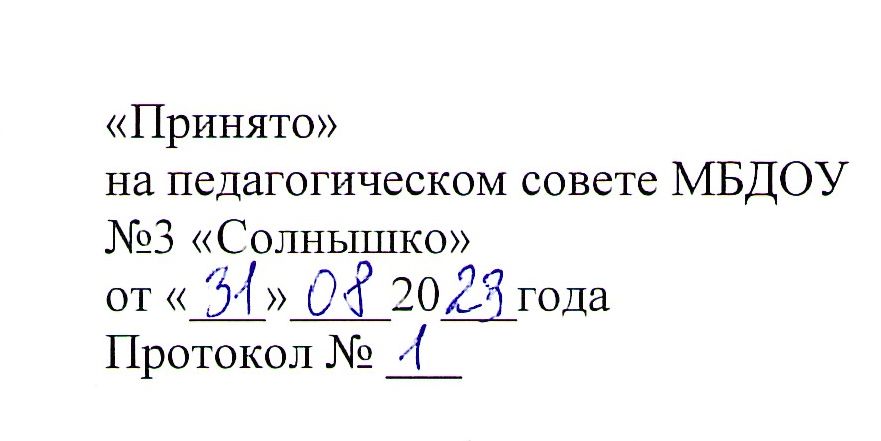 «Принято»
на педагогическом совете МБДОУ
№3 «Солнышко»
от «31» 08 2023 года
Протокол № 1